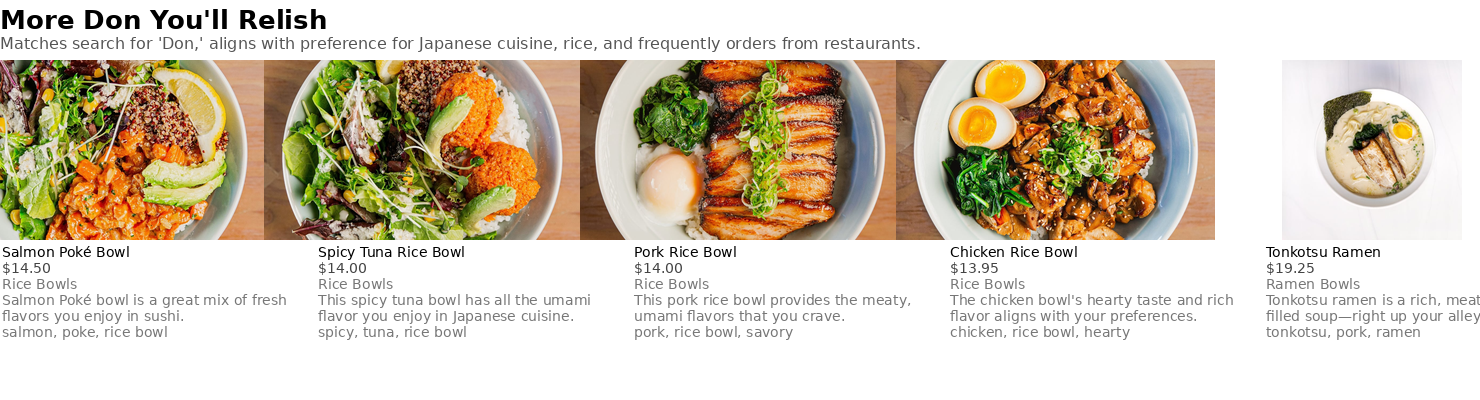 More Don You'll Relish
Matches search for 'Don,' aligns with preference for Japanese cuisine, rice, and frequently orders from restaurants.
Salmon Poké Bowl
$14.50
Rice Bowls
Salmon Poké bowl is a great mix of fresh
flavors you enjoy in sushi.
salmon, poke, rice bowl
Spicy Tuna Rice Bowl
$14.00
Rice Bowls
This spicy tuna bowl has all the umami
flavor you enjoy in Japanese cuisine.
spicy, tuna, rice bowl
Pork Rice Bowl
$14.00
Rice Bowls
This pork rice bowl provides the meaty,
umami flavors that you crave.
pork, rice bowl, savory
Chicken Rice Bowl
$13.95
Rice Bowls
The chicken bowl's hearty taste and rich
flavor aligns with your preferences.
chicken, rice bowl, hearty
Tonkotsu Ramen
$19.25
Ramen Bowls
Tonkotsu ramen is a rich, meat
filled soup—right up your alley
tonkotsu, pork, ramen